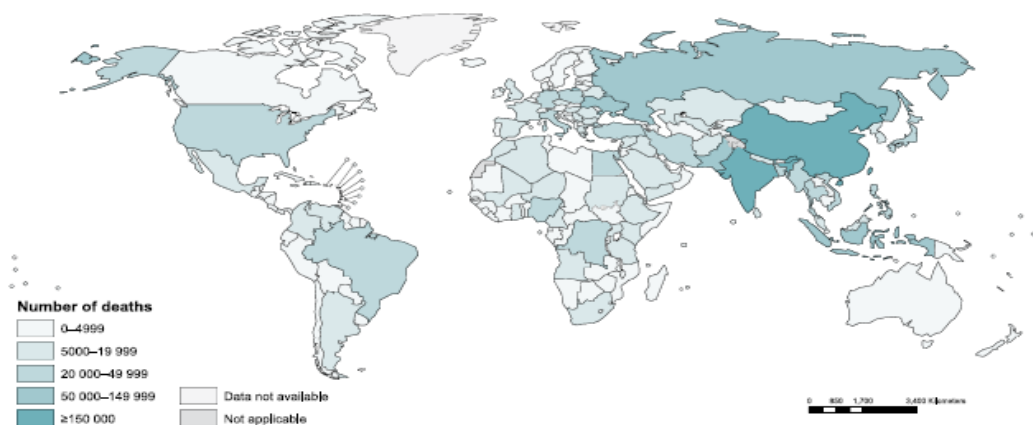 Number of deaths
0–4999
5000–19 999
20 000–49 999
50 000–149 999
≥150 000
Data not available
Not applicable
0 850 1,700 3,400 Kilometers